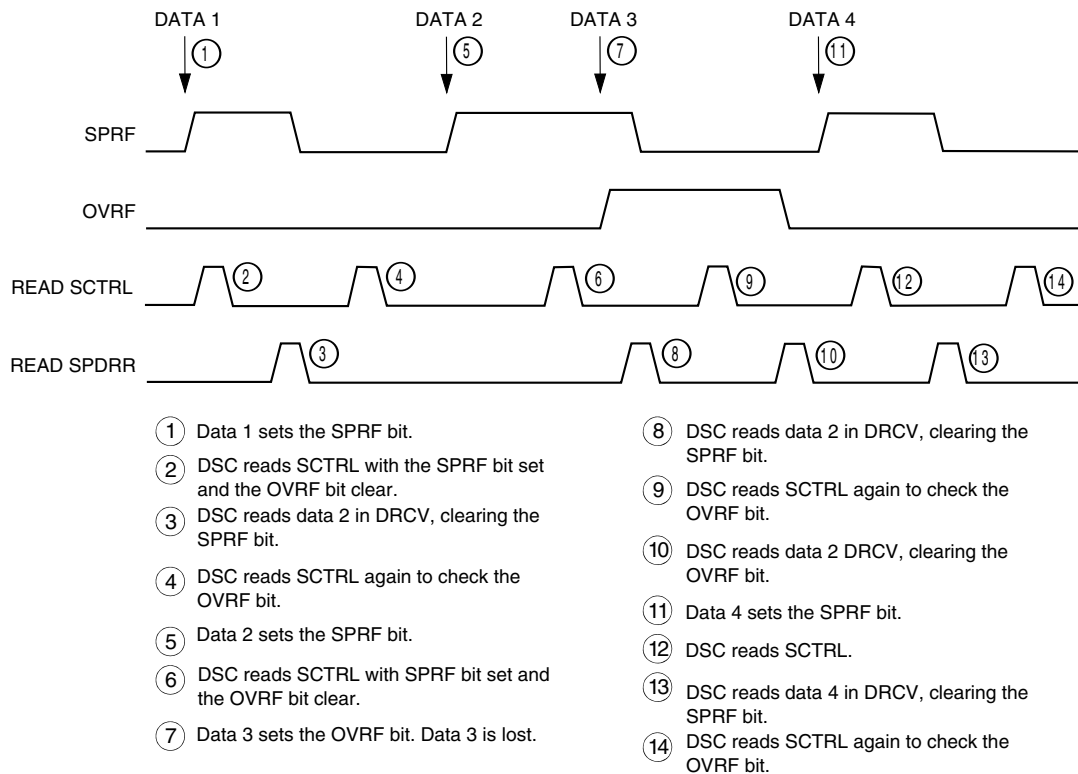 DATA 1 DATA 2 DATA 3 DATA 4
1 5 7 11
SPRF
OVRF
READ SCTRL 2 4 6 9 12 14
READ SPDRR 3 8 10 13
1 Data 1 sets the SPRF bit.
2 DSC reads SCTRL with the SPRF bit set
and the OVRF bit clear.
3 DSC reads data 2 in DRCV, clearing the
SPRF bit.
4 DSC reads SCTRL again to check the
OVRF bit.
5 Data 2 sets the SPRF bit.
6 DSC reads SCTRL with SPRF bit set and
the OVRF bit clear.
7 Data 3 sets the OVRF bit. Data 3 is lost.
8 DSC reads data 2 in DRCV, clearing the
SPRF bit.
9 DSC reads SCTRL again to check the
OVRF bit.
10 DSC reads data 2 DRCV, clearing the
OVRF bit.
11 Data 4 sets the SPRF bit.
12 DSC reads SCTRL.
13 DSC reads data 4 in DRCV, clearing the
SPRF bit.
14 DSC reads SCTRL again to check the
OVRF bit.